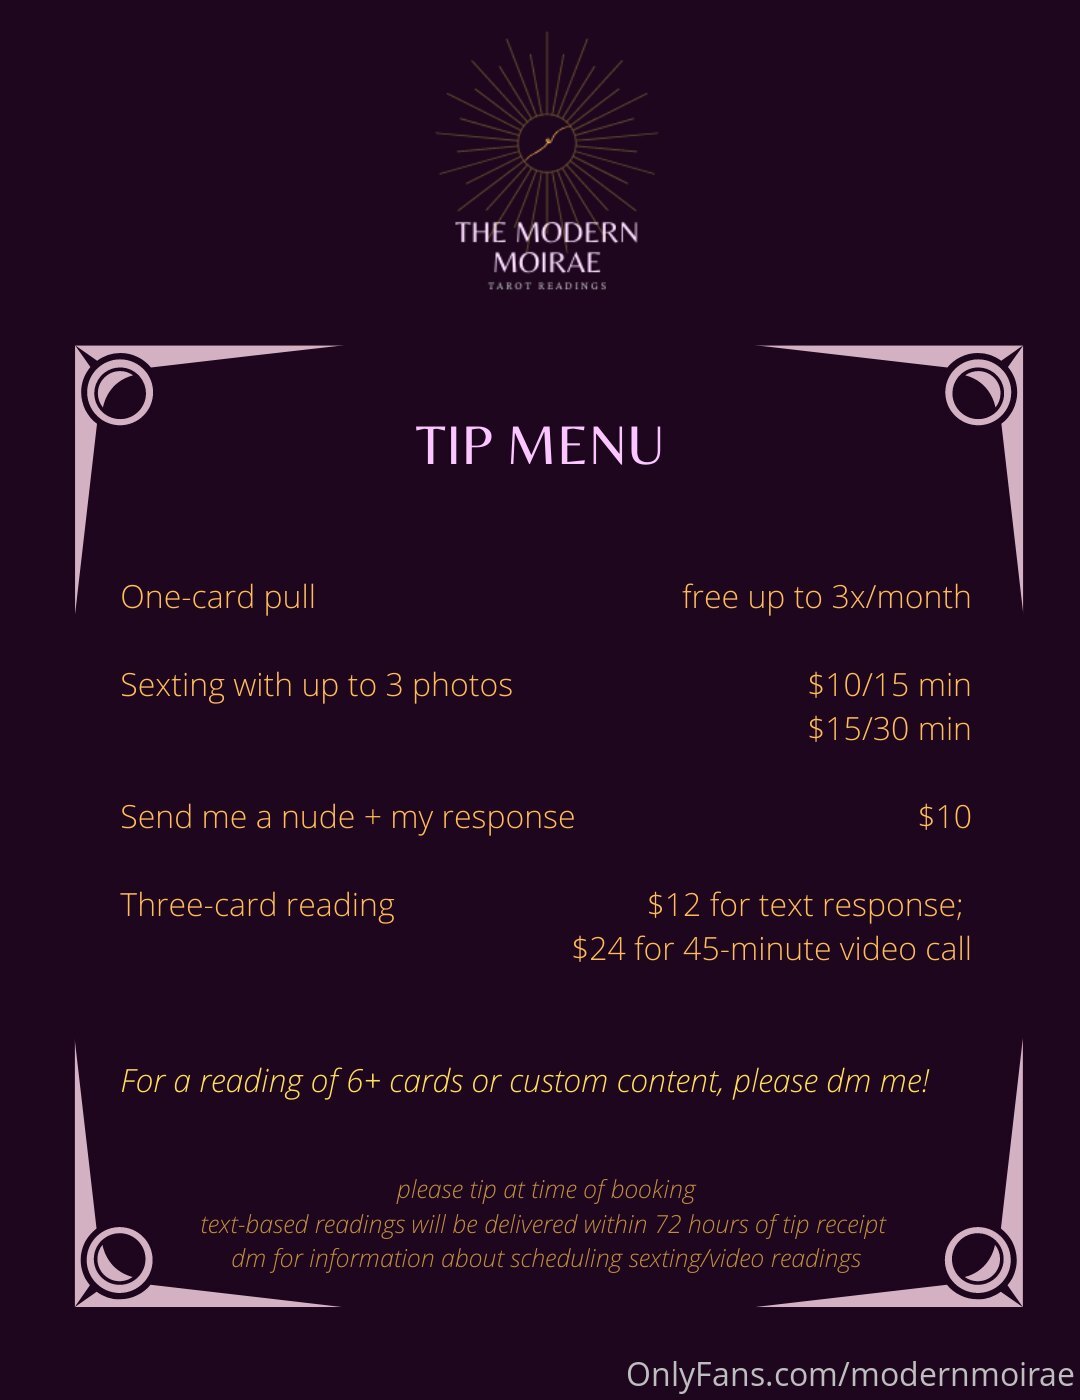 THE MODERN
MOIRAE
TAROT READINGS
TIP MENU
One-card pull free up to 3x/month
Sexting with up to 3 photos $10/15 min
$15/30 min
Send me a nude + my response $10
Three-card reading $12 for text response;
$24 for 45-minute video call
For a reading of 6+ cards or custom content, please dm me!
please tip at time of booking
text-based readings will be delivered within 72 hours of tip receipt
dm for information about scheduling sexting/video readings
OnlyFans.com/modernmoirae